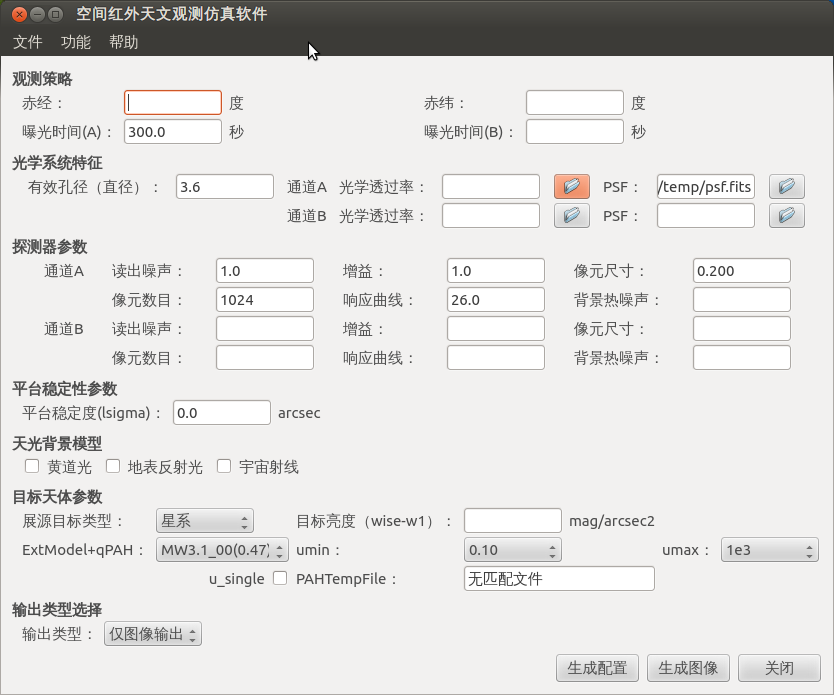 空间红外天文观测仿真软件
文件 功能 帮助
观测策略
赤经： 度 赤纬： 度
曝光时间(A)： 300.0 秒 曝光时间(B)： 秒
光学系统特征
有效孔径（直径）： 3.6 通道A 光学透过率： PSF： /temp/psf.fits
通道B 光学透过率： PSF：
探测器参数
通道A 读出噪声： 1.0 增益： 1.0 像元尺寸： 0.200
像元数目： 1024 响应曲线： 26.0 背景热噪声：
通道B 读出噪声： 增益： 像元尺寸：
像元数目： 响应曲线： 背景热噪声：
平台稳定性参数
平台稳定度(lsigma)： 0.0 arcsec
天光背景模型
黄道光 地表反射光 宇宙射线
目标天体参数
展源目标类型： 星系 目标亮度（wise-w1）： mag/arcsec2
ExtModel+qPAH： MW3.1_00(0.47) umin： 0.10 umax： 1e3
u_single PAHTempFile： 无匹配文件
输出类型选择
输出类型： 仅图像输出
生成配置 生成图像 关闭